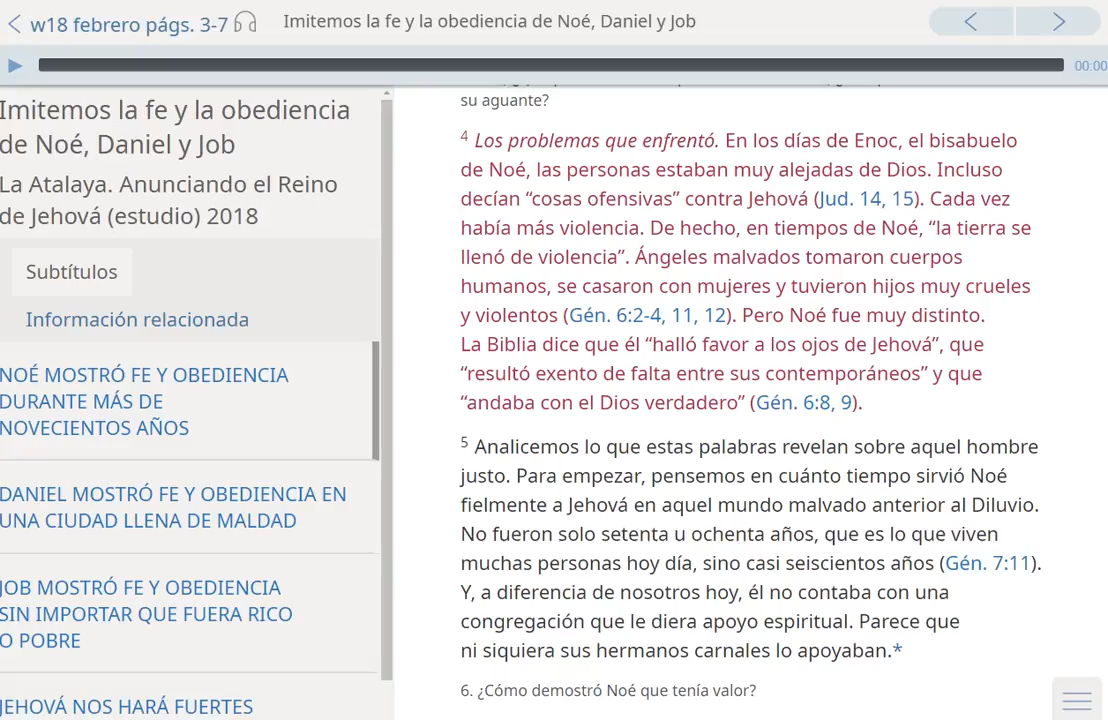 w18 febrero págs. 3-7
Imitemos la fe y la obediencia de Noé, Daniel y Job
00:00
Imitemos la fe y la obediencia
de Noé, Daniel y Job
La Atalaya. Anunciando el Reino
de Jehová (estudio) 2018
Subtítulos
Información relacionada
NOÉ MOSTRÓ FE Y OBEDIENCIA
DURANTE MÁS DE
NOVECIENTOS AÑOS
DANIEL MOSTRÓ FE Y OBEDIENCIA EN
UNA CIUDAD LLENA DE MALDAD
JOB MOSTRÓ FE Y OBEDIENCIA
SIN IMPORTAR QUE FUERA RICO
O POBRE
JEHOVÁ NOS HARÁ FUERTES
su aguante?
4 Los problemas que enfrentó. En los días de Enoc, el bisabuelo
de Noé, las personas estaban muy alejadas de Dios. Incluso
decían “cosas ofensivas” contra Jehová (Jud. 14, 15). Cada vez
había más violencia. De hecho, en tiempos de Noé, “la tierra se
llenó de violencia”. Ángeles malvados tomaron cuerpos
humanos, se casaron con mujeres y tuvieron hijos muy crueles
y violentos (Gén. 6:2-4, 11, 12). Pero Noé fue muy distinto.
La Biblia dice que él “halló favor a los ojos de Jehová”, que
“resultó exento de falta entre sus contemporáneos” y que
“andaba con el Dios verdadero” (Gén. 6:8, 9).
5 Analicemos lo que estas palabras revelan sobre aquel hombre
justo. Para empezar, pensemos en cuánto tiempo sirvió Noé
fielmente a Jehová en aquel mundo malvado anterior al Diluvio.
No fueron solo setenta u ochenta años, que es lo que viven
muchas personas hoy día, sino casi seiscientos años (Gén. 7:11).
Y, a diferencia de nosotros hoy, él no contaba con una
congregación que le diera apoyo espiritual. Parece que
ni siquiera sus hermanos carnales lo apoyaban.*
6. ¿Cómo demostró Noé que tenía valor?